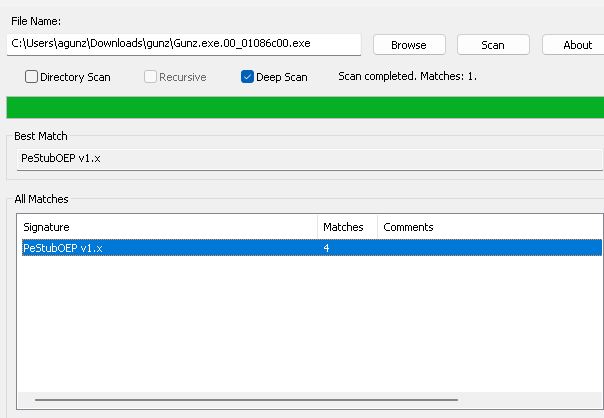 File Name:
C:\Users\agunz\Downloads\gunz\Gunz.exe.00_01086c00.exe Browse Scan About
Directory Scan Recursive Deep Scan Scan completed. Matches: 1.
Best Match
PeStubOEP v1.x
All Matches
Signature Matches Comments
PeStubOEP v1.x 4